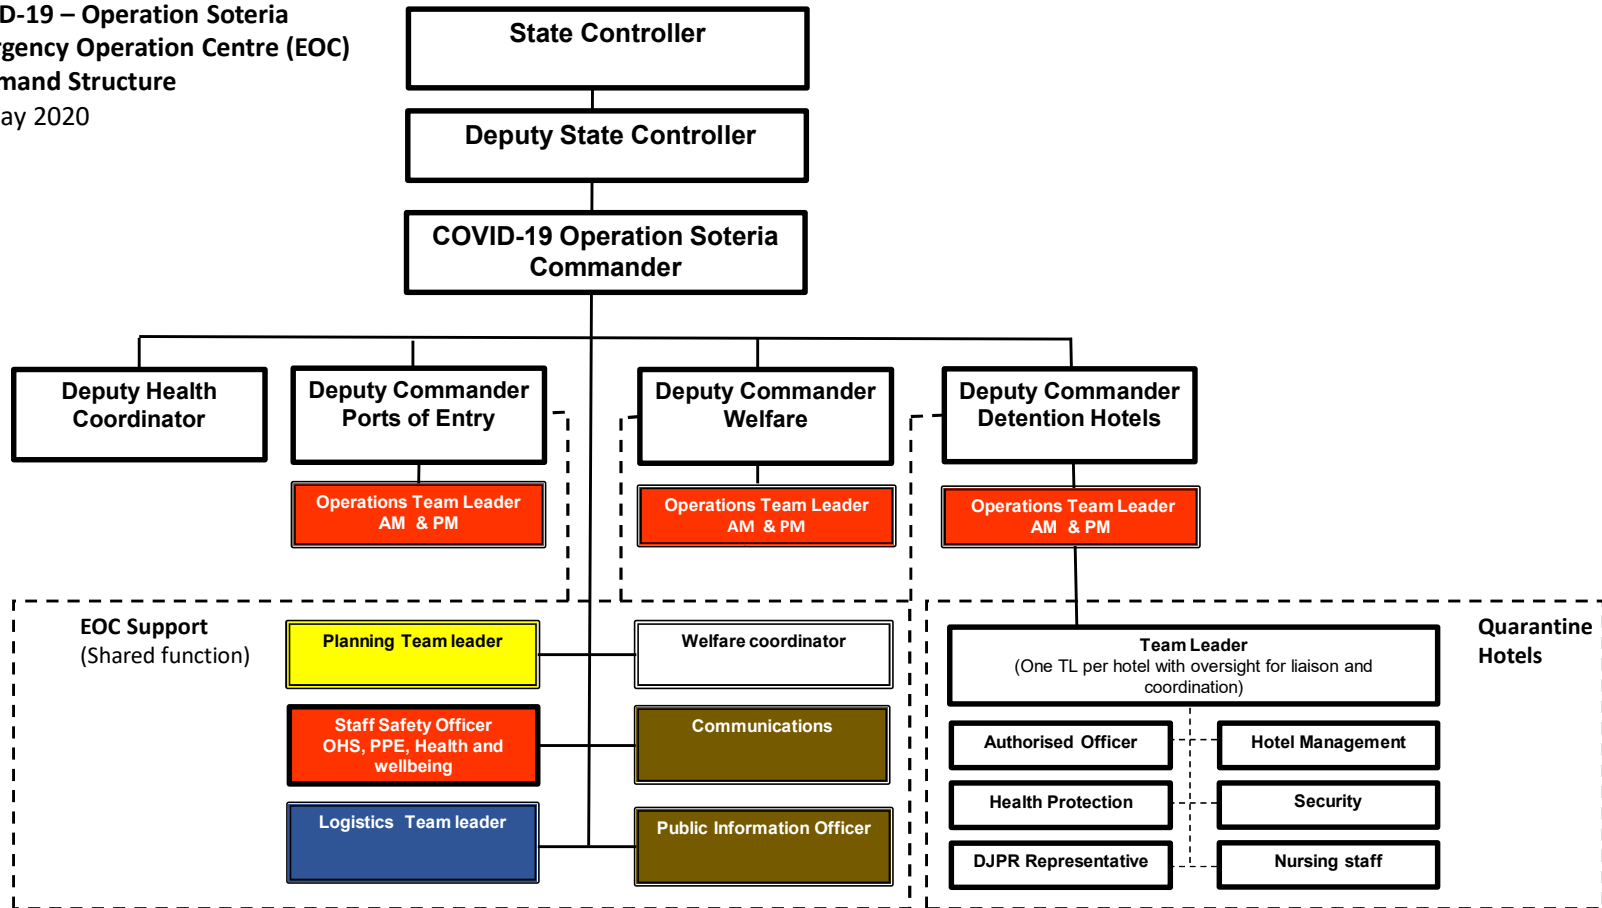 D-19 – Operation Soteria
rgency Operation Centre (EOC)
mand Structure
ay 2020
State Controller
Deputy State Controller
COVID-19 Operation Soteria
Commander
Deputy Health
Coordinator
Deputy Commander
Ports of Entry
Deputy Commander
Welfare
Deputy Commander
Detention Hotels
Operations Team Leader
AM & PM
Operations Team Leader
AM & PM
Operations Team Leader
AM & PM
EOC Support
(Shared function)
Planning Team leader
Welfare coordinator
Staff Safety Officer
OHS, PPE, Health and
wellbeing
Communications
Logistics Team leader
Public Information Officer
Quarantine
Hotels
Team Leader
(One TL per hotel with oversight for liaison and
coordination)
Authorised Officer
Hotel Management
Health Protection
Security
DJPR Representative
Nursing staff